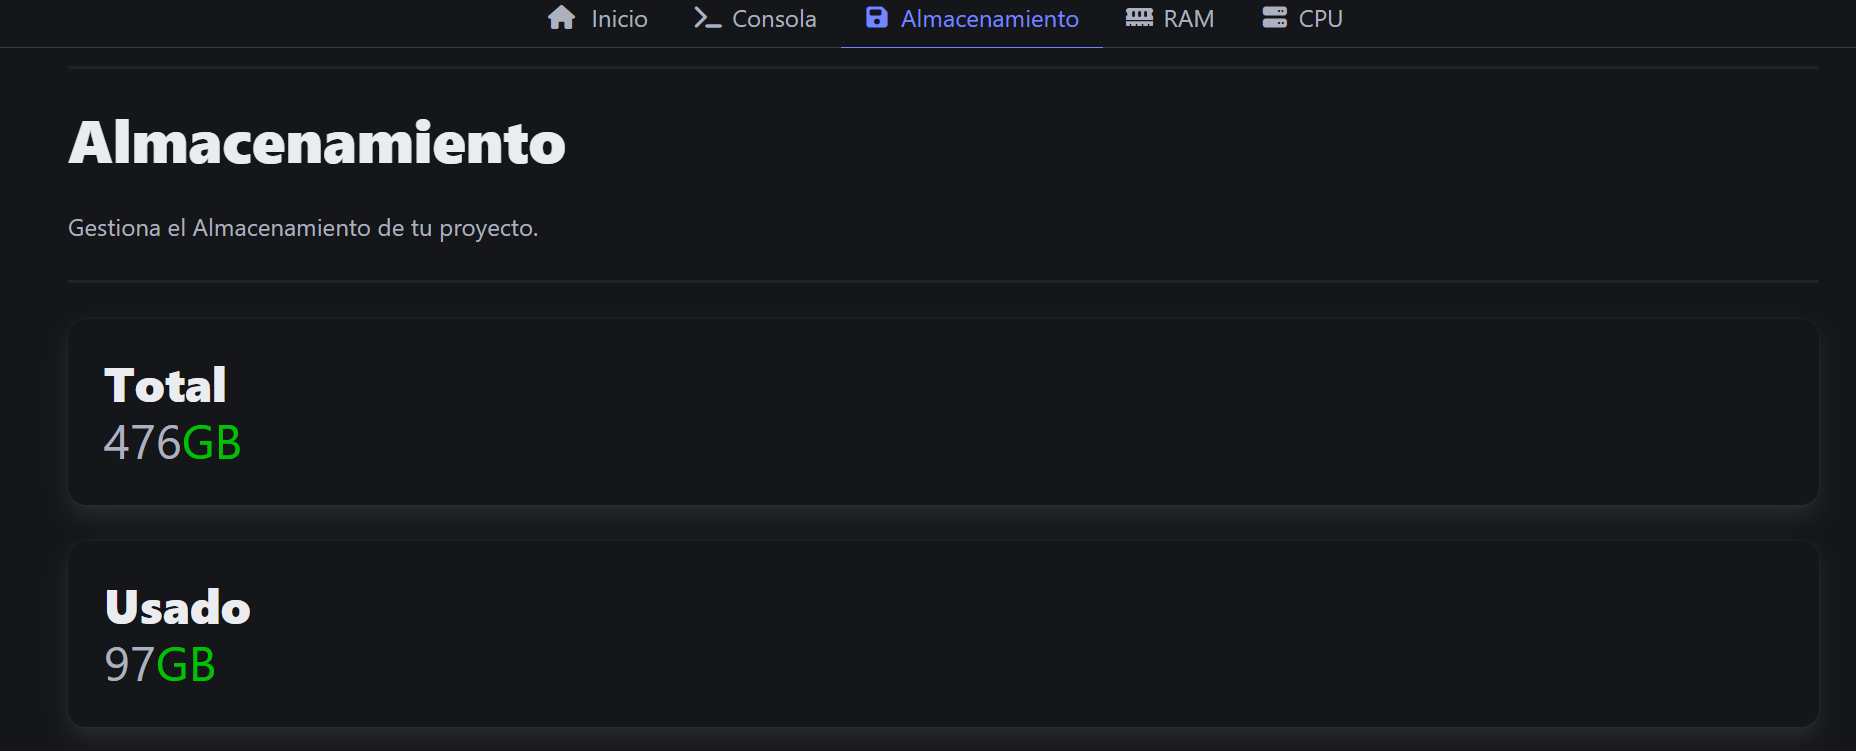 Inicio Consola Almacenamiento RAM CPU
Almacenamiento
Gestiona el Almacenamiento de tu proyecto.
Total
476GB
Usado
97GB